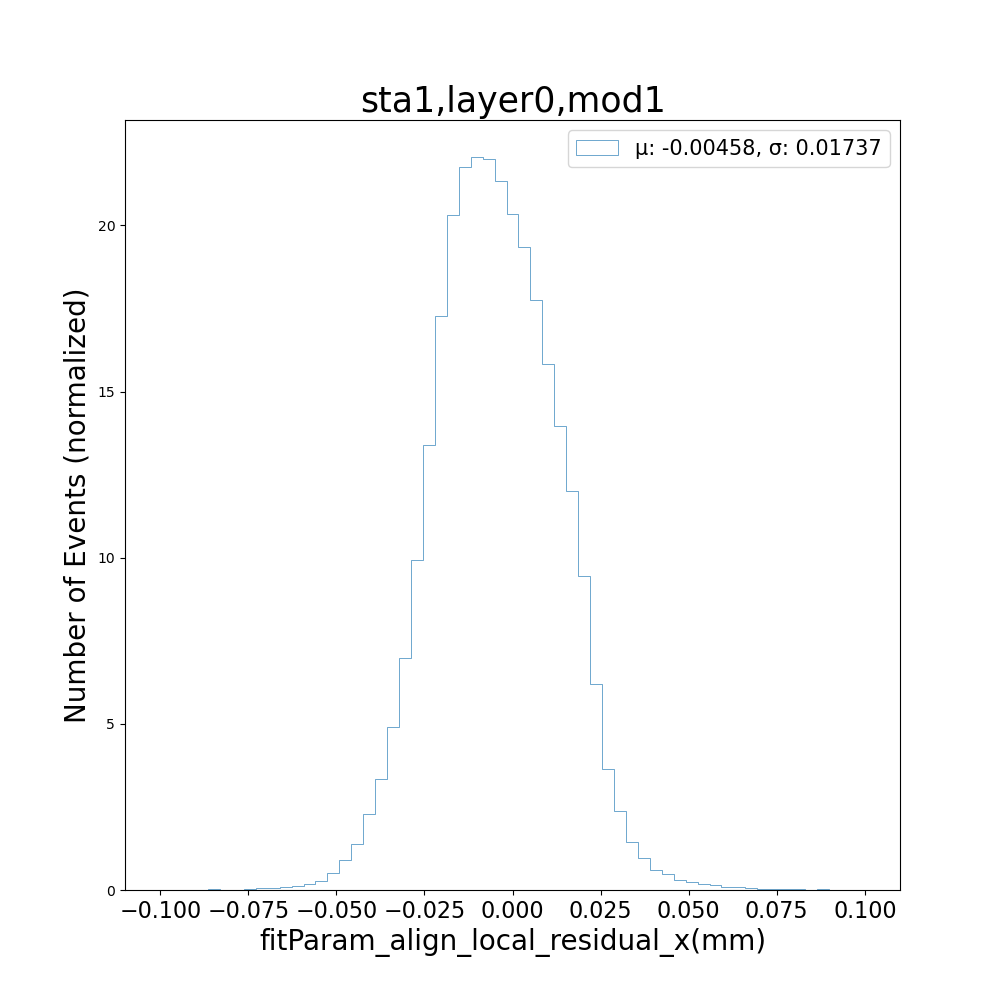 sta1,layer0,mod1
μ: -0.00458, σ: 0.01737
Number of Events (normalized)
20
15
10
5
0
−0.100 −0.075 −0.050 −0.025 0.000 0.025 0.050 0.075 0.100
fitParam_align_local_residual_x(mm)